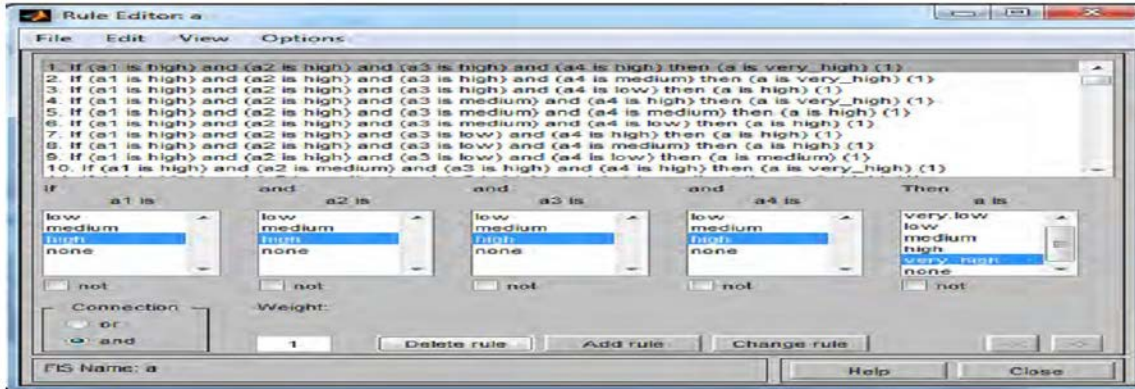 Rule Editor: a
File Edit View Options
1. If (a1 is high) and (a2 is high) and (a3 is high) and (a4 is high) then (a is very_high) (1)
2. If (a1 is high) and (a2 is high) and (a3 is high) and (a4 is medium) then (a is very_high) (1)
3. If (a1 is high) and (a2 is high) and (a3 is high) and (a4 is low) then (a is high) (1)
4. If (a1 is high) and (a2 is high) and (a3 is medium) and (a4 is high) then (a is very_high) (1)
5. If (a1 is high) and (a2 is high) and (a3 is medium) and (a4 is medium) then (a is high) (1)
6. If (a1 is high) and (a2 is high) and (a3 is medium) and (a4 is low) then (a is high) (1)
7. If (a1 is high) and (a2 is high) and (a3 is low) and (a4 is high) then (a is high) (1)
8. If (a1 is high) and (a2 is high) and (a3 is low) and (a4 is medium) then (a is high) (1)
9. If (a1 is high) and (a2 is high) and (a3 is low) and (a4 is low) then (a is medium) (1)
10. If (a1 is high) and (a2 is medium) and (a3 is high) and (a4 is high) then (a is very_high) (1)
If and and and Then
a1 is a2 is a3 is a4 is a is
low low low low very.low
medium medium medium medium low
high high high high medium
none none none none high
very_high
none
not not not not not
Connection Weight:
or
and 1 Delete rule Add rule Change rule << >>
FIS Name: a Help Close